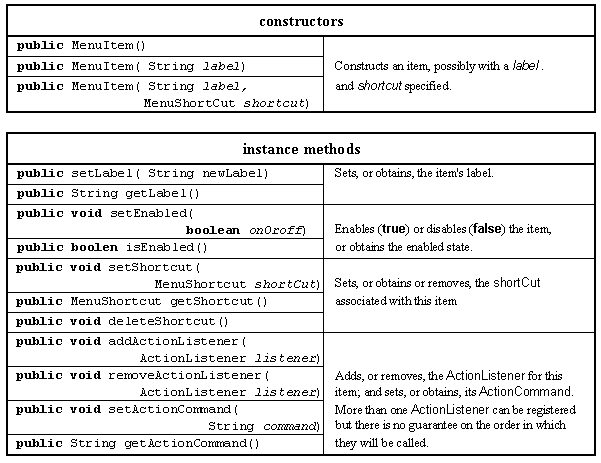 constructors
public MenuItem()
public MenuItem( String label)
public MenuItem( String label,
MenuShortCut shortcut)
Constructs an item, possibly with a label .
and shortcut specified.
instance methods
public setLabel( String newLabel)
public String getLabel()
Sets, or obtains, the item's label.
public void setEnabled(
boolean onOroff)
public boolen isEnabled()
Enables (true) or disables (false) the item,
or obtains the enabled state.
public void setShortcut(
MenuShortcut shortCut)
public MenuShortcut getShortcut()
public void deleteShortcut()
Sets, or obtains or removes, the shortCut
associated with this item
public void addActionListener(
ActionListener listener)
public void removeActionListener(
ActionListener listener)
public void setActionCommand(
String command)
public String getActionCommand()
Adds, or removes, the ActionListener for this
item; and sets, or obtains, its ActionCommand.
More than one ActionListener can be registered
but there is no guarantee on the order in which
they will be called.